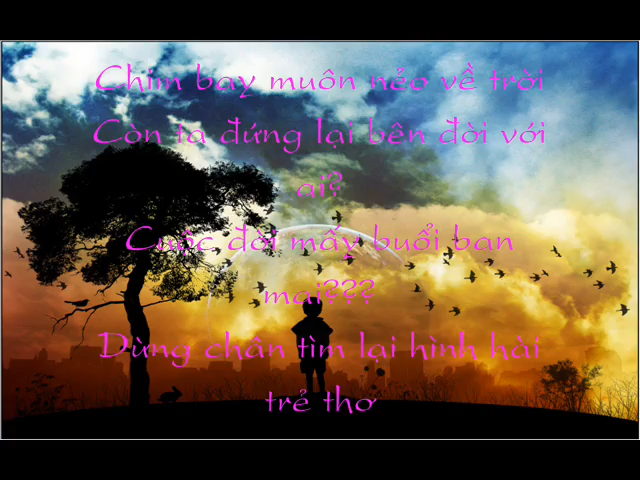 Chim bay muôn nẻo về trời
Còn ta đứng lại bên đời với
ai?
Cuộc đời mấy buổi ban
mai???
Dừng chân tìm lại hình hài
trẻ thơ